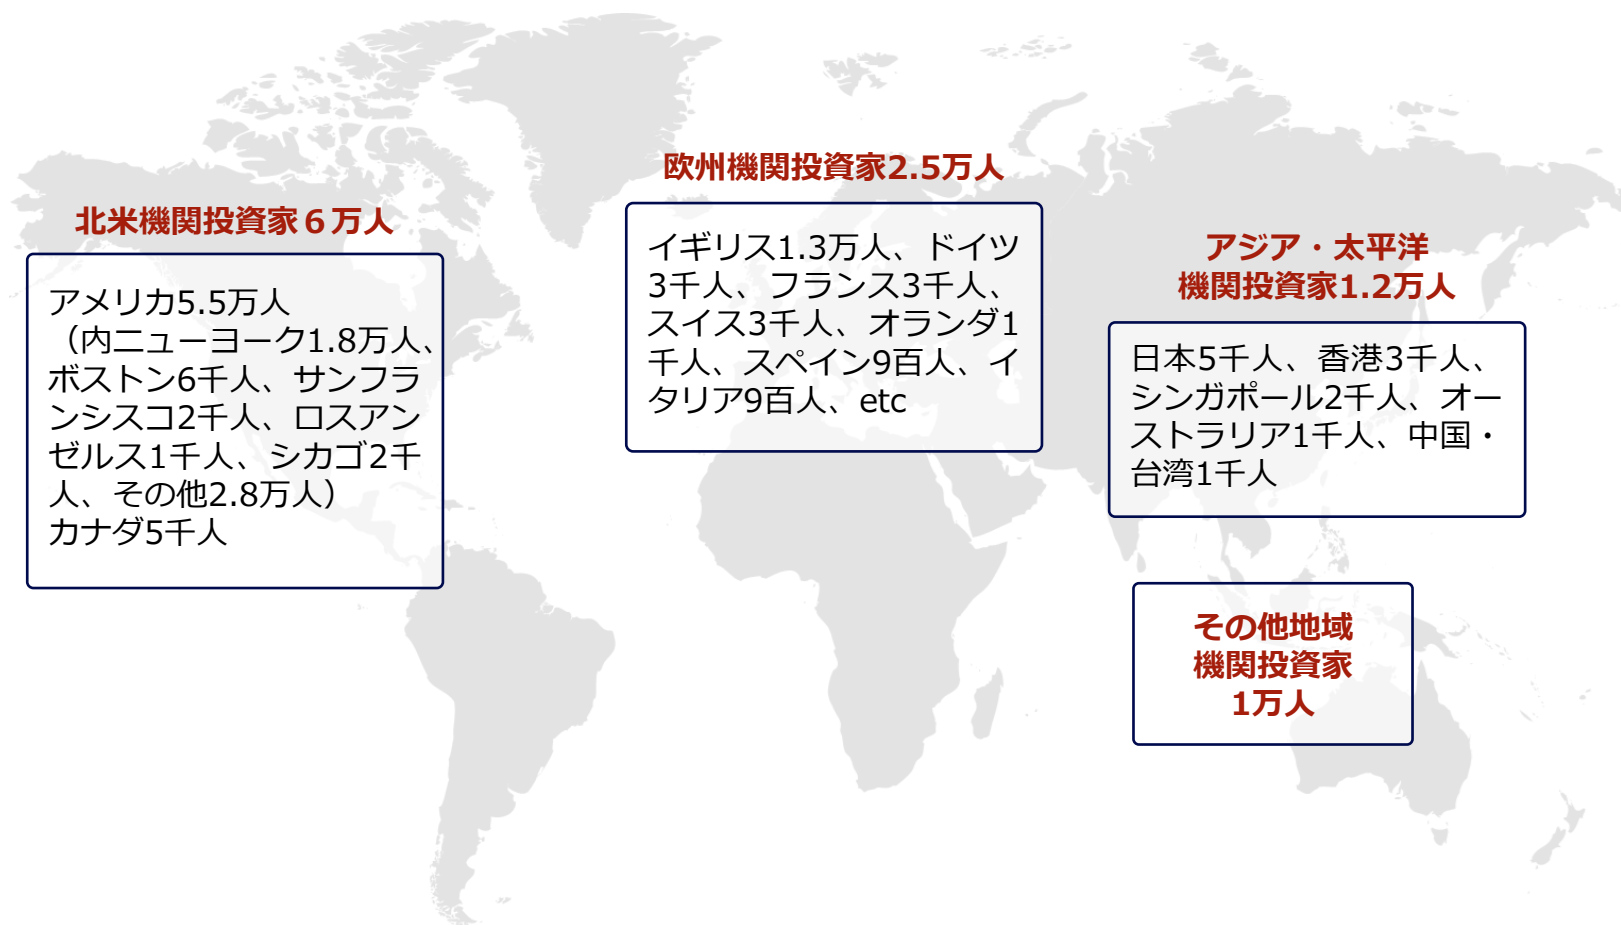 北米機関投資家６万人
アメリカ5.5万人
（内ニューヨーク1.8万人、
ボストン6千人、サンフラ
ンシスコ2千人、ロスアン
ゼルス1千人、シカゴ2千
人、その他2.8万人）
カナダ5千人
欧州機関投資家2.5万人
イギリス1.3万人、ドイツ
3千人、フランス3千人、
スイス3千人、オランダ1
千人、スペイン9百人、イ
タリア9百人、etc
アジア・太平洋
機関投資家1.2万人
日本5千人、香港3千人、
シンガポール2千人、オー
ストラリア1千人、中国・
台湾1千人
その他地域
機関投資家
1万人